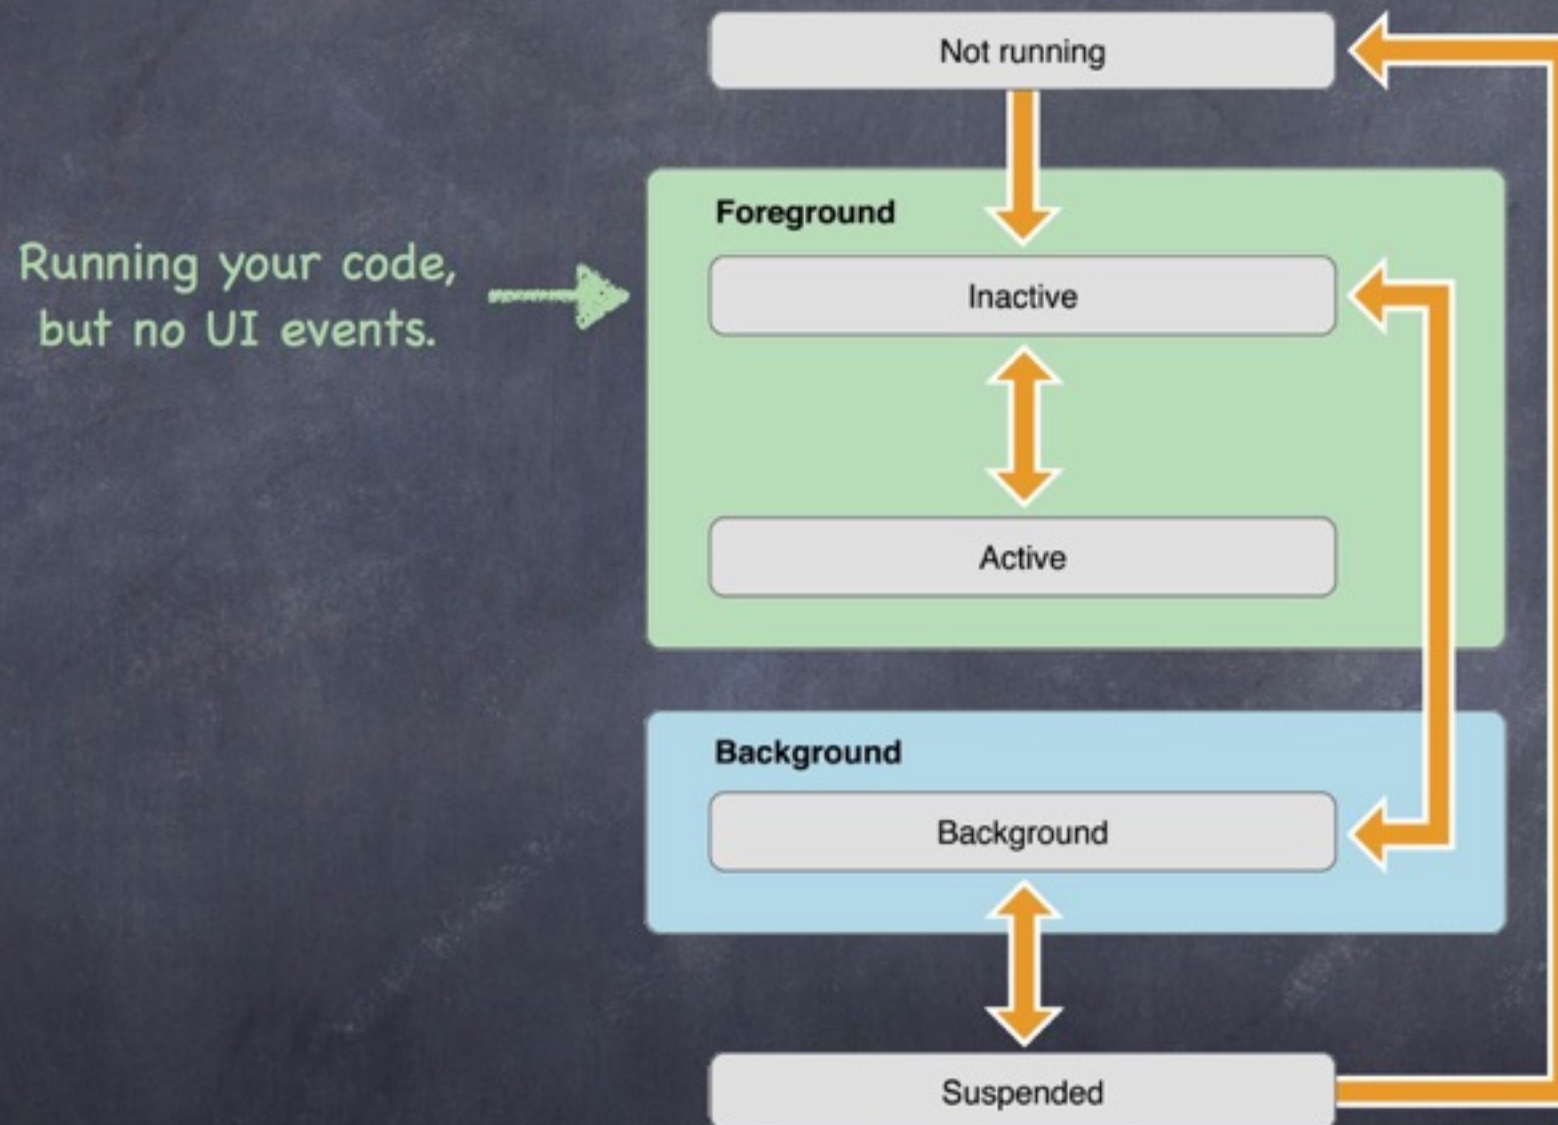 Not running
Foreground
Running your code,
but no UI events.
Inactive
Active
Background
Background
Suspended